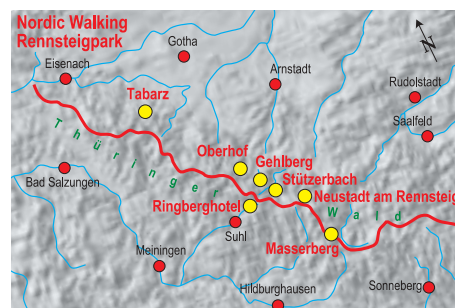 Nordic Walking
Rennsteigpark
Gotha
N
Eisenach
Arnstadt
Tabarz
Rudolstadt
Saalfeld
Thüringer
Oberhof
Gehlberg
Bad Salzungen
Stützerbach
Neustadt am Rennsteig
Ringberghotel
Wald
Suhl
Masserberg
Meiningen
Hildburghausen
Sonneberg